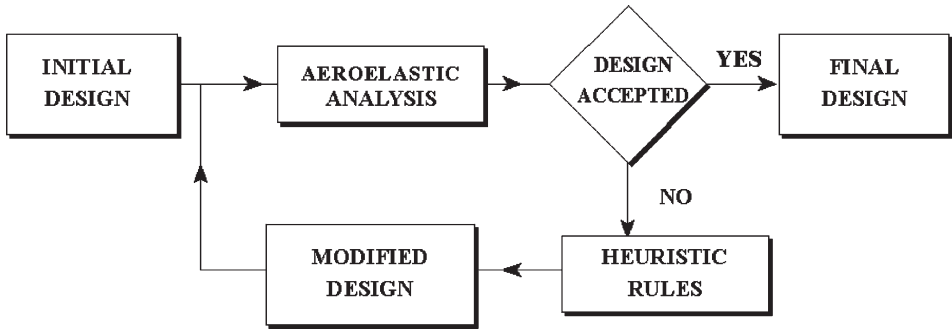 INITIAL
DESIGN
AEROELASTIC
ANALYSIS
DESIGN
ACCEPTED
YES
FINAL
DESIGN
NO
HEURISTIC
RULES
MODIFIED
DESIGN